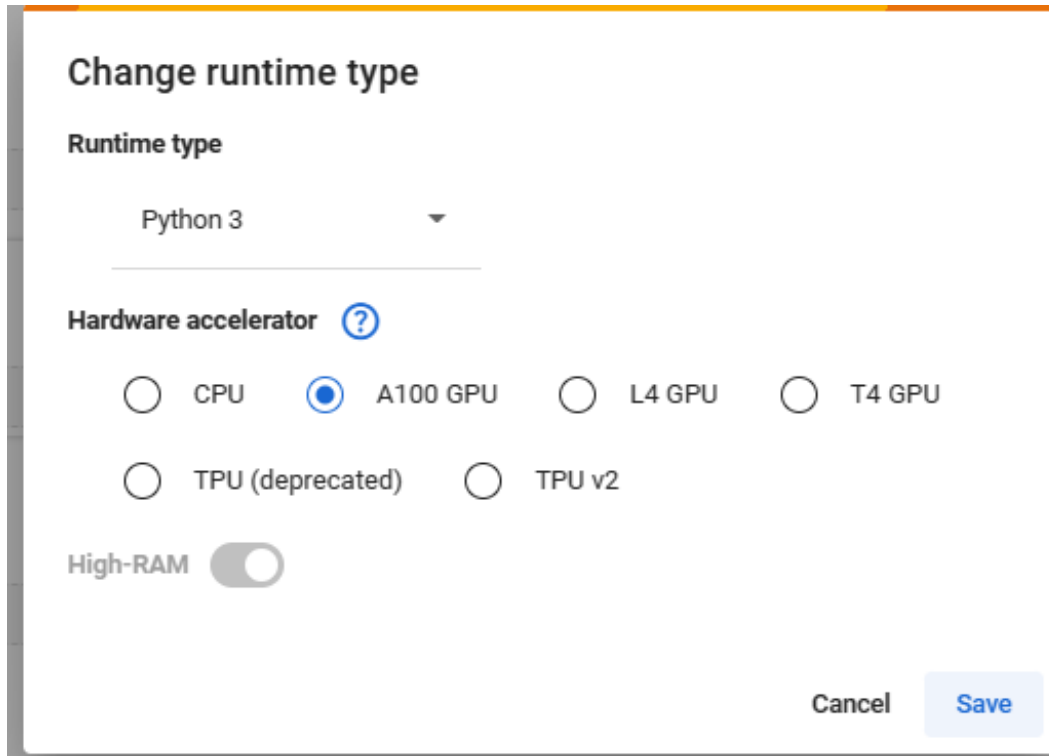 Change runtime type
Runtime type
Python 3
Hardware accelerator ?
CPU A100 GPU L4 GPU T4 GPU
TPU (deprecated) TPU v2
High-RAM
Cancel Save